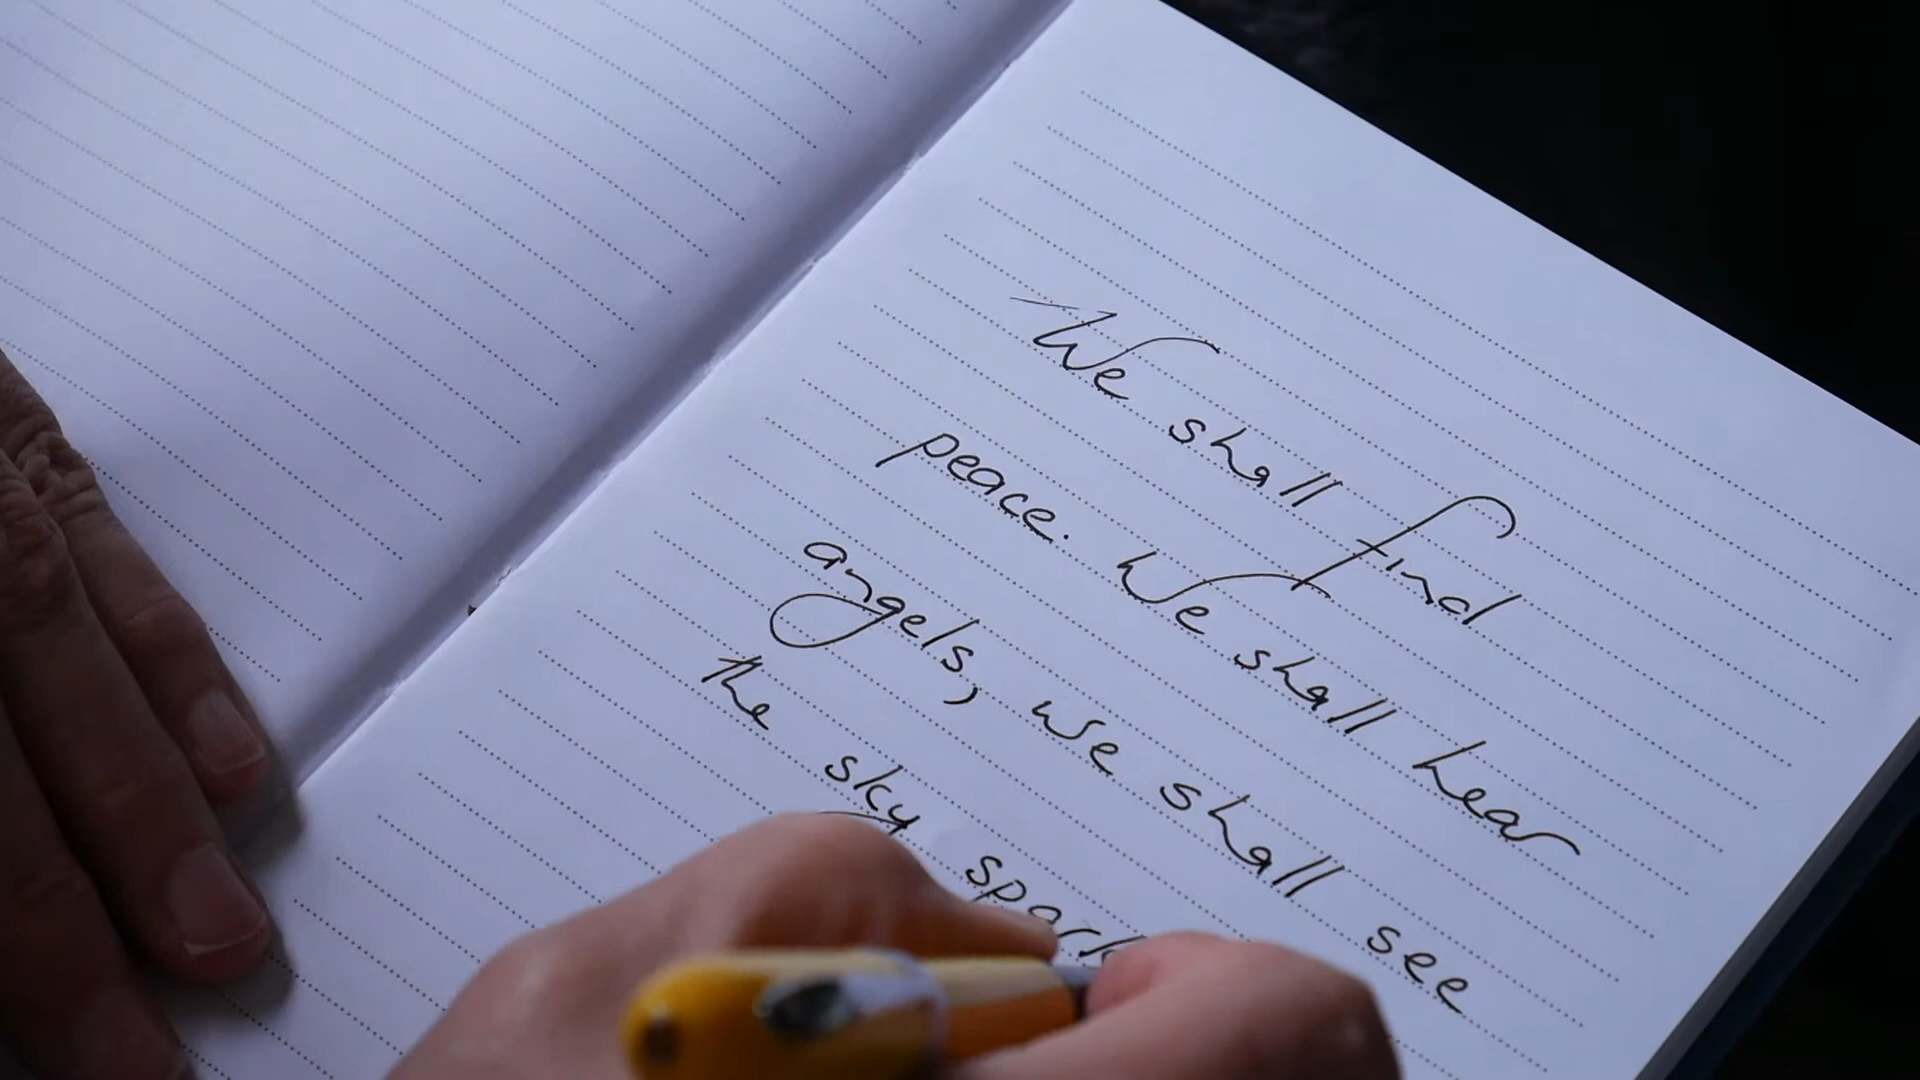 We shall find
peace. We shall hear
angels, we shall see
the sky